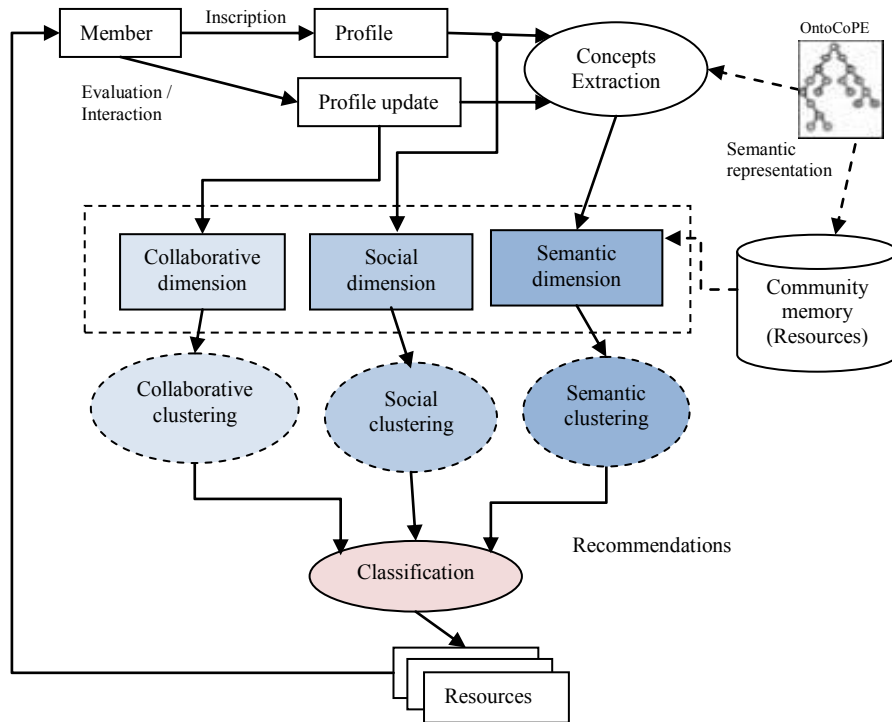 Member
Inscription
Profile
Concepts
Extraction
OntoCoPE
Evaluation /
Interaction
Profile update
Semantic
representation
Collaborative
dimension
Social
dimension
Semantic
dimension
Community
memory
(Resources)
Collaborative
clustering
Social
clustering
Semantic
clustering
Recommendations
Classification
Resources